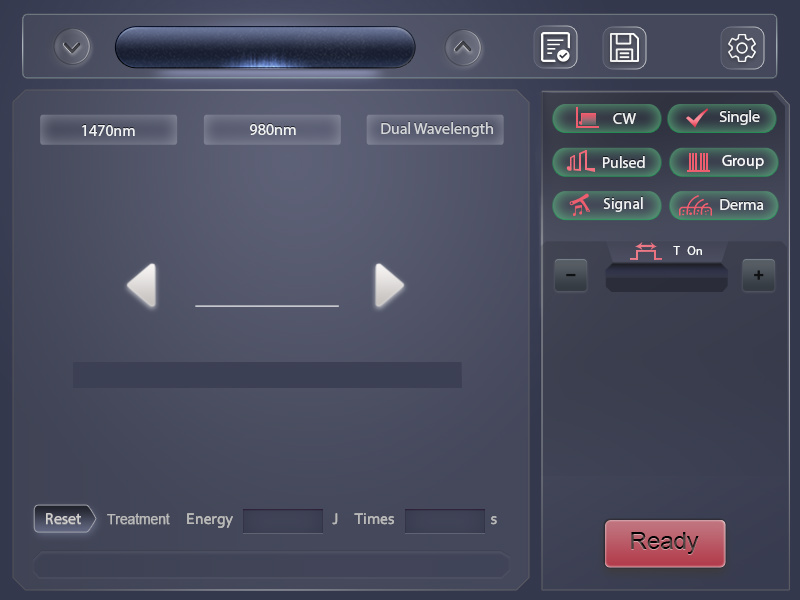 1470nm
980nm
Dual Wavelength
CW
Single
Pulsed
Group
Signal
Derma
T On
−
+
Reset
Treatment Energy J Times s
Ready